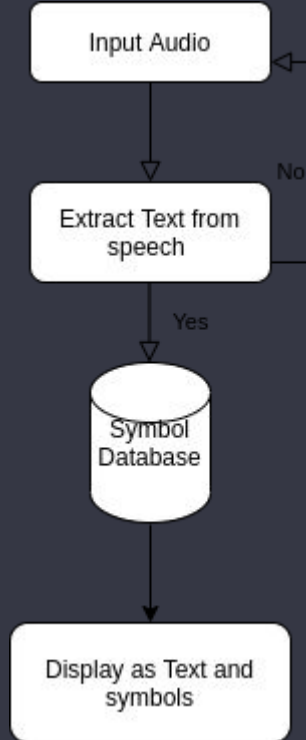 Input Audio
No
Extract Text from
speech
Yes
Symbol
Database
Display as Text and
symbols